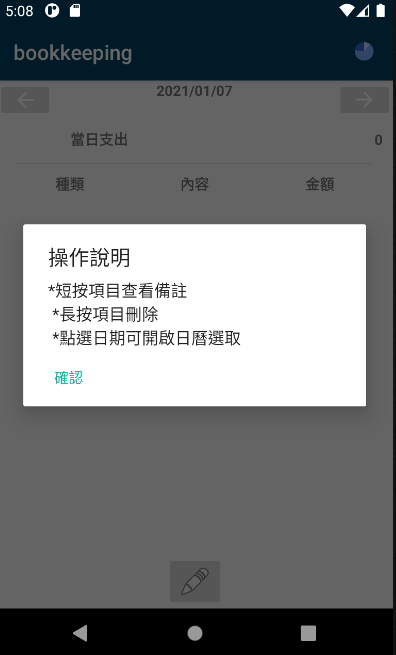 5:08
bookkeeping
2021/01/07
當日支出 0
種類 內容 金額
操作說明
*短按項目查看備註
*長按項目刪除
*點選日期可開啟日曆選取
確認